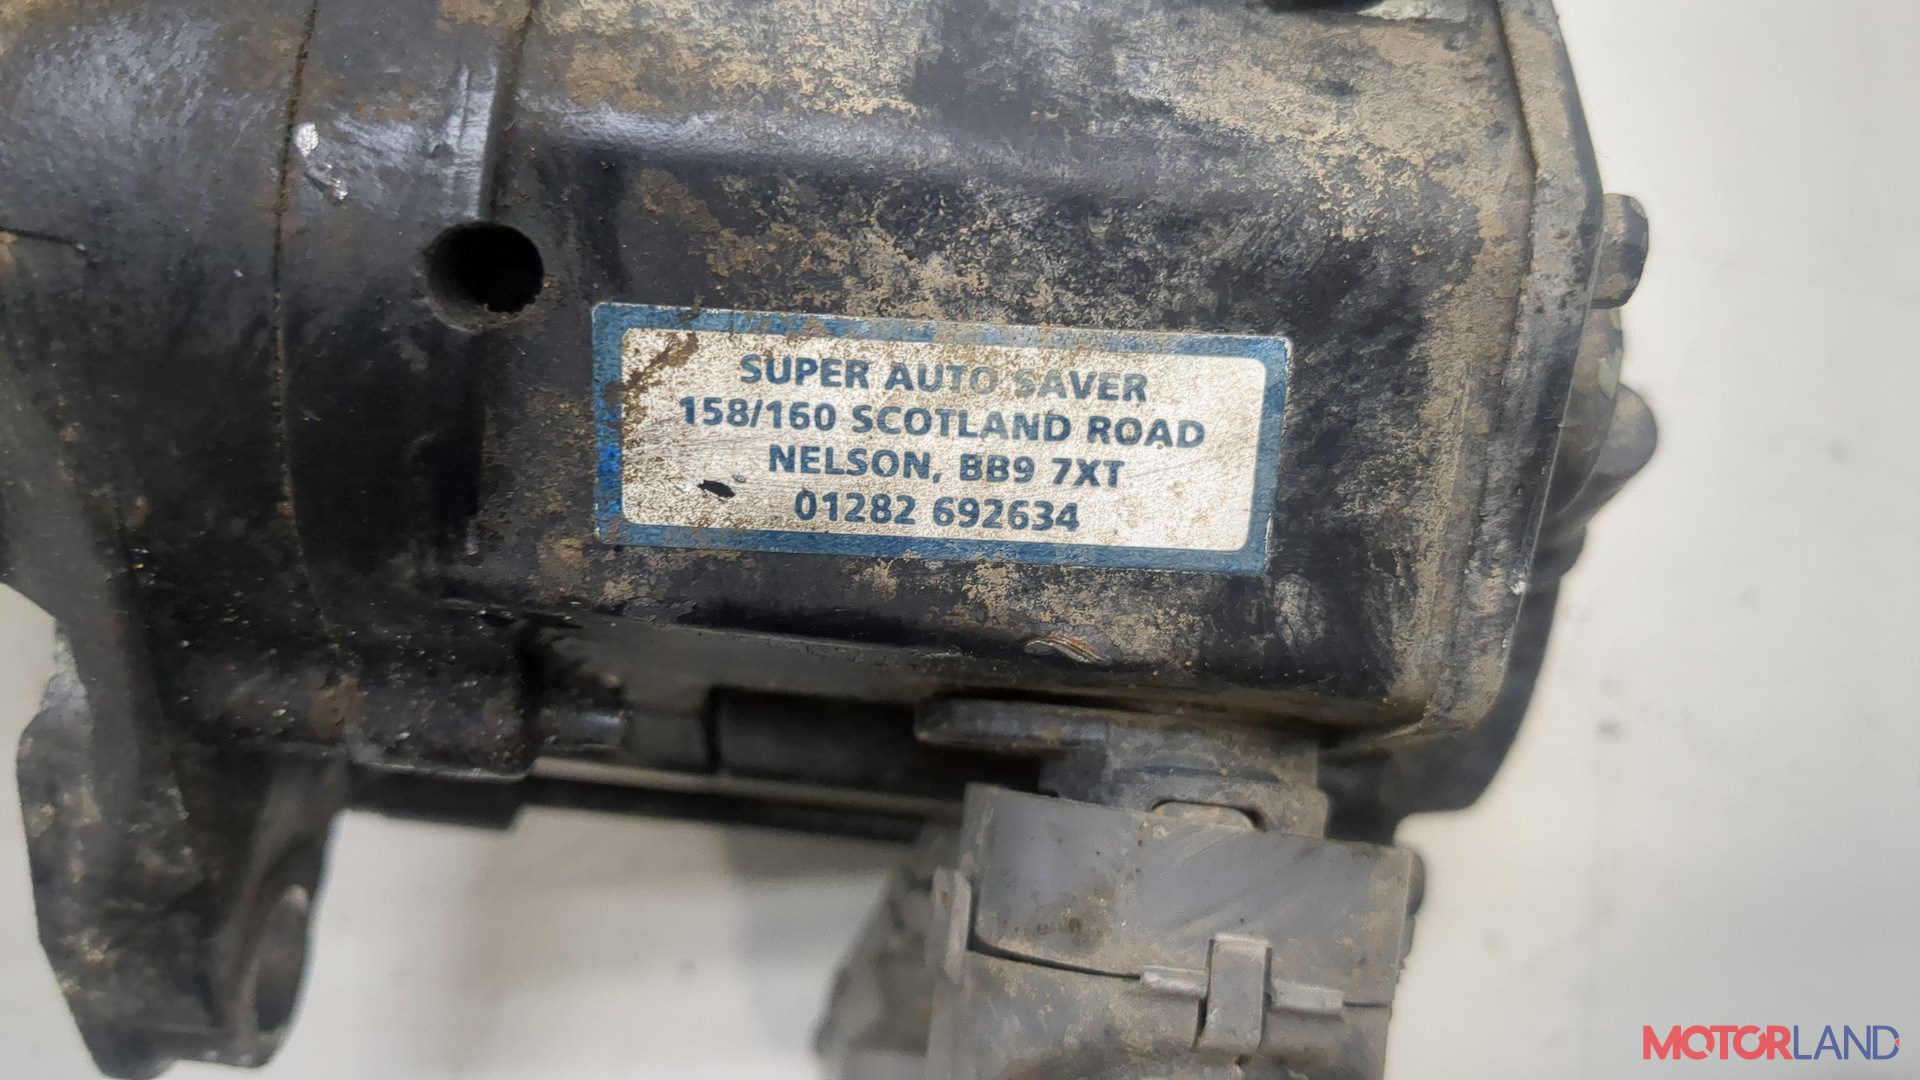 SUPER AUTO SAVER
158/160 SCOTLAND ROAD
NELSON, BB9 7XT
01282 692634
MOTORLAND